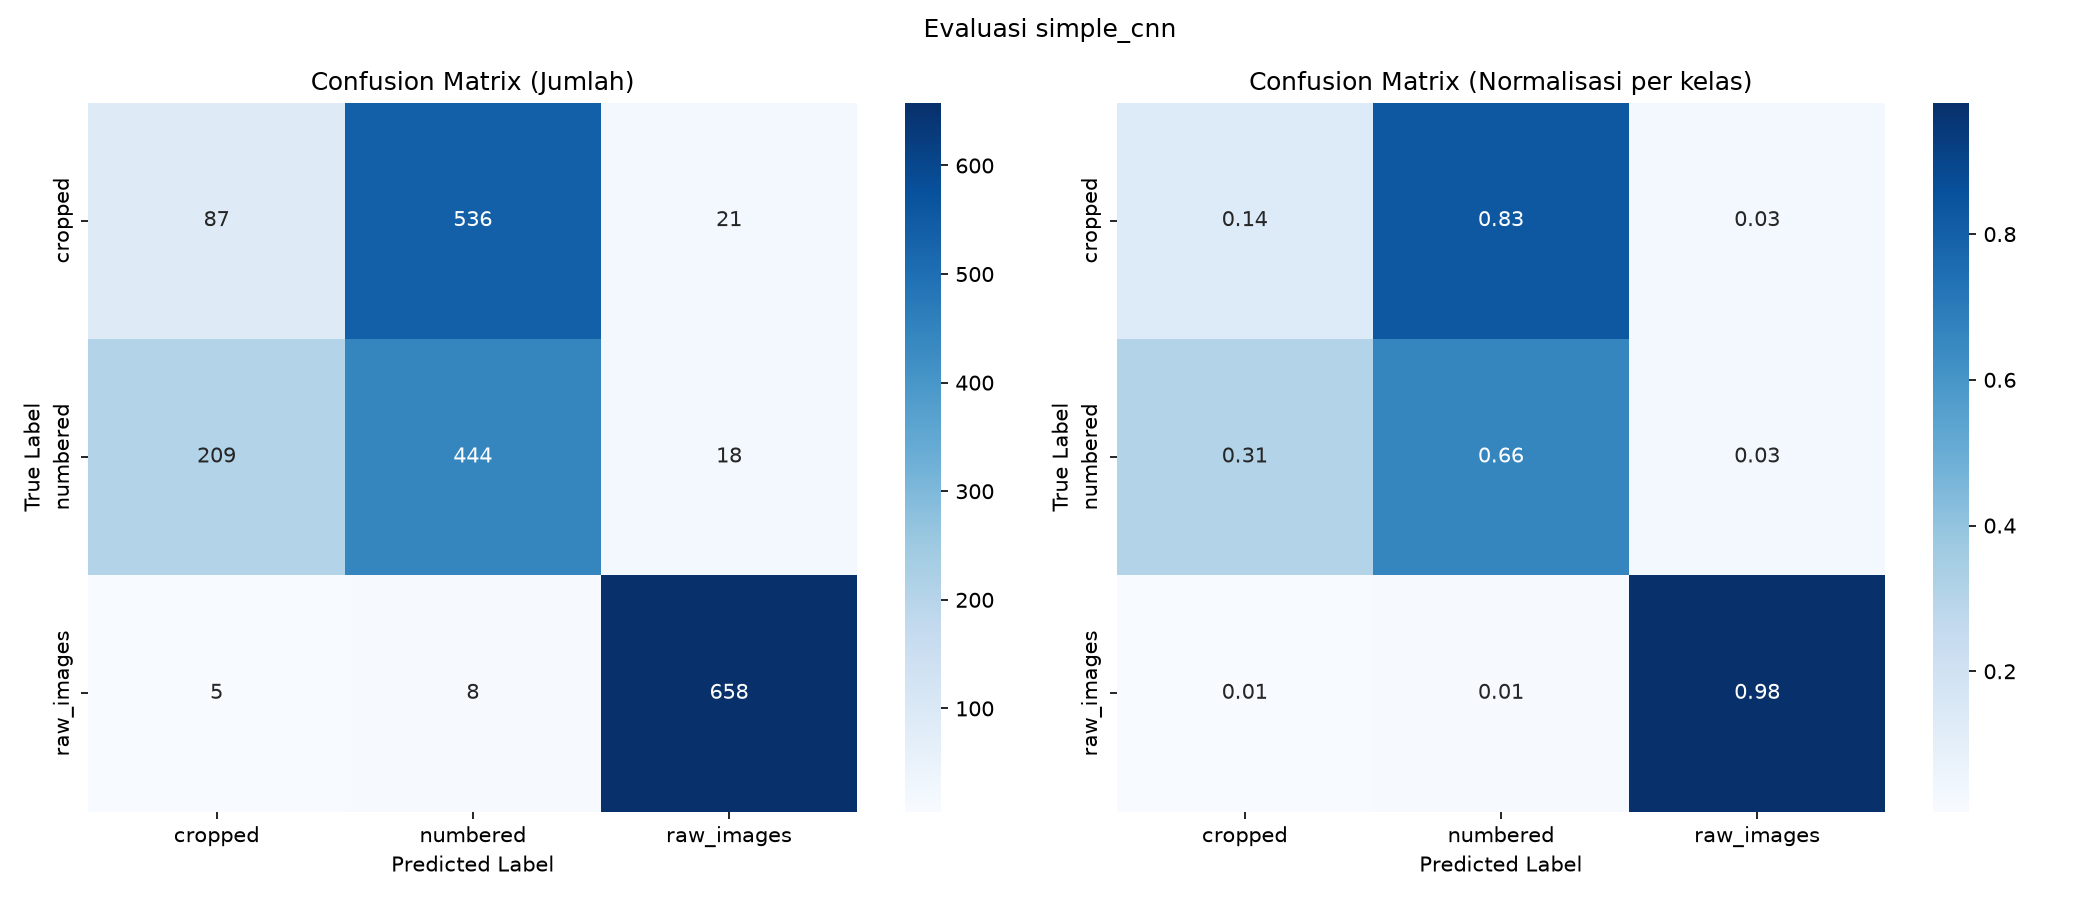 Evaluasi simple_cnn
Confusion Matrix (Jumlah)
True Label
cropped
87 536 21
numbered
209 444 18
raw_images
5 8 658
cropped numbered raw_images
Predicted Label
600
500
400
300
200
100
Confusion Matrix (Normalisasi per kelas)
True Label
cropped
0.14 0.83 0.03
numbered
0.31 0.66 0.03
raw_images
0.01 0.01 0.98
cropped numbered raw_images
Predicted Label
0.8
0.6
0.4
0.2